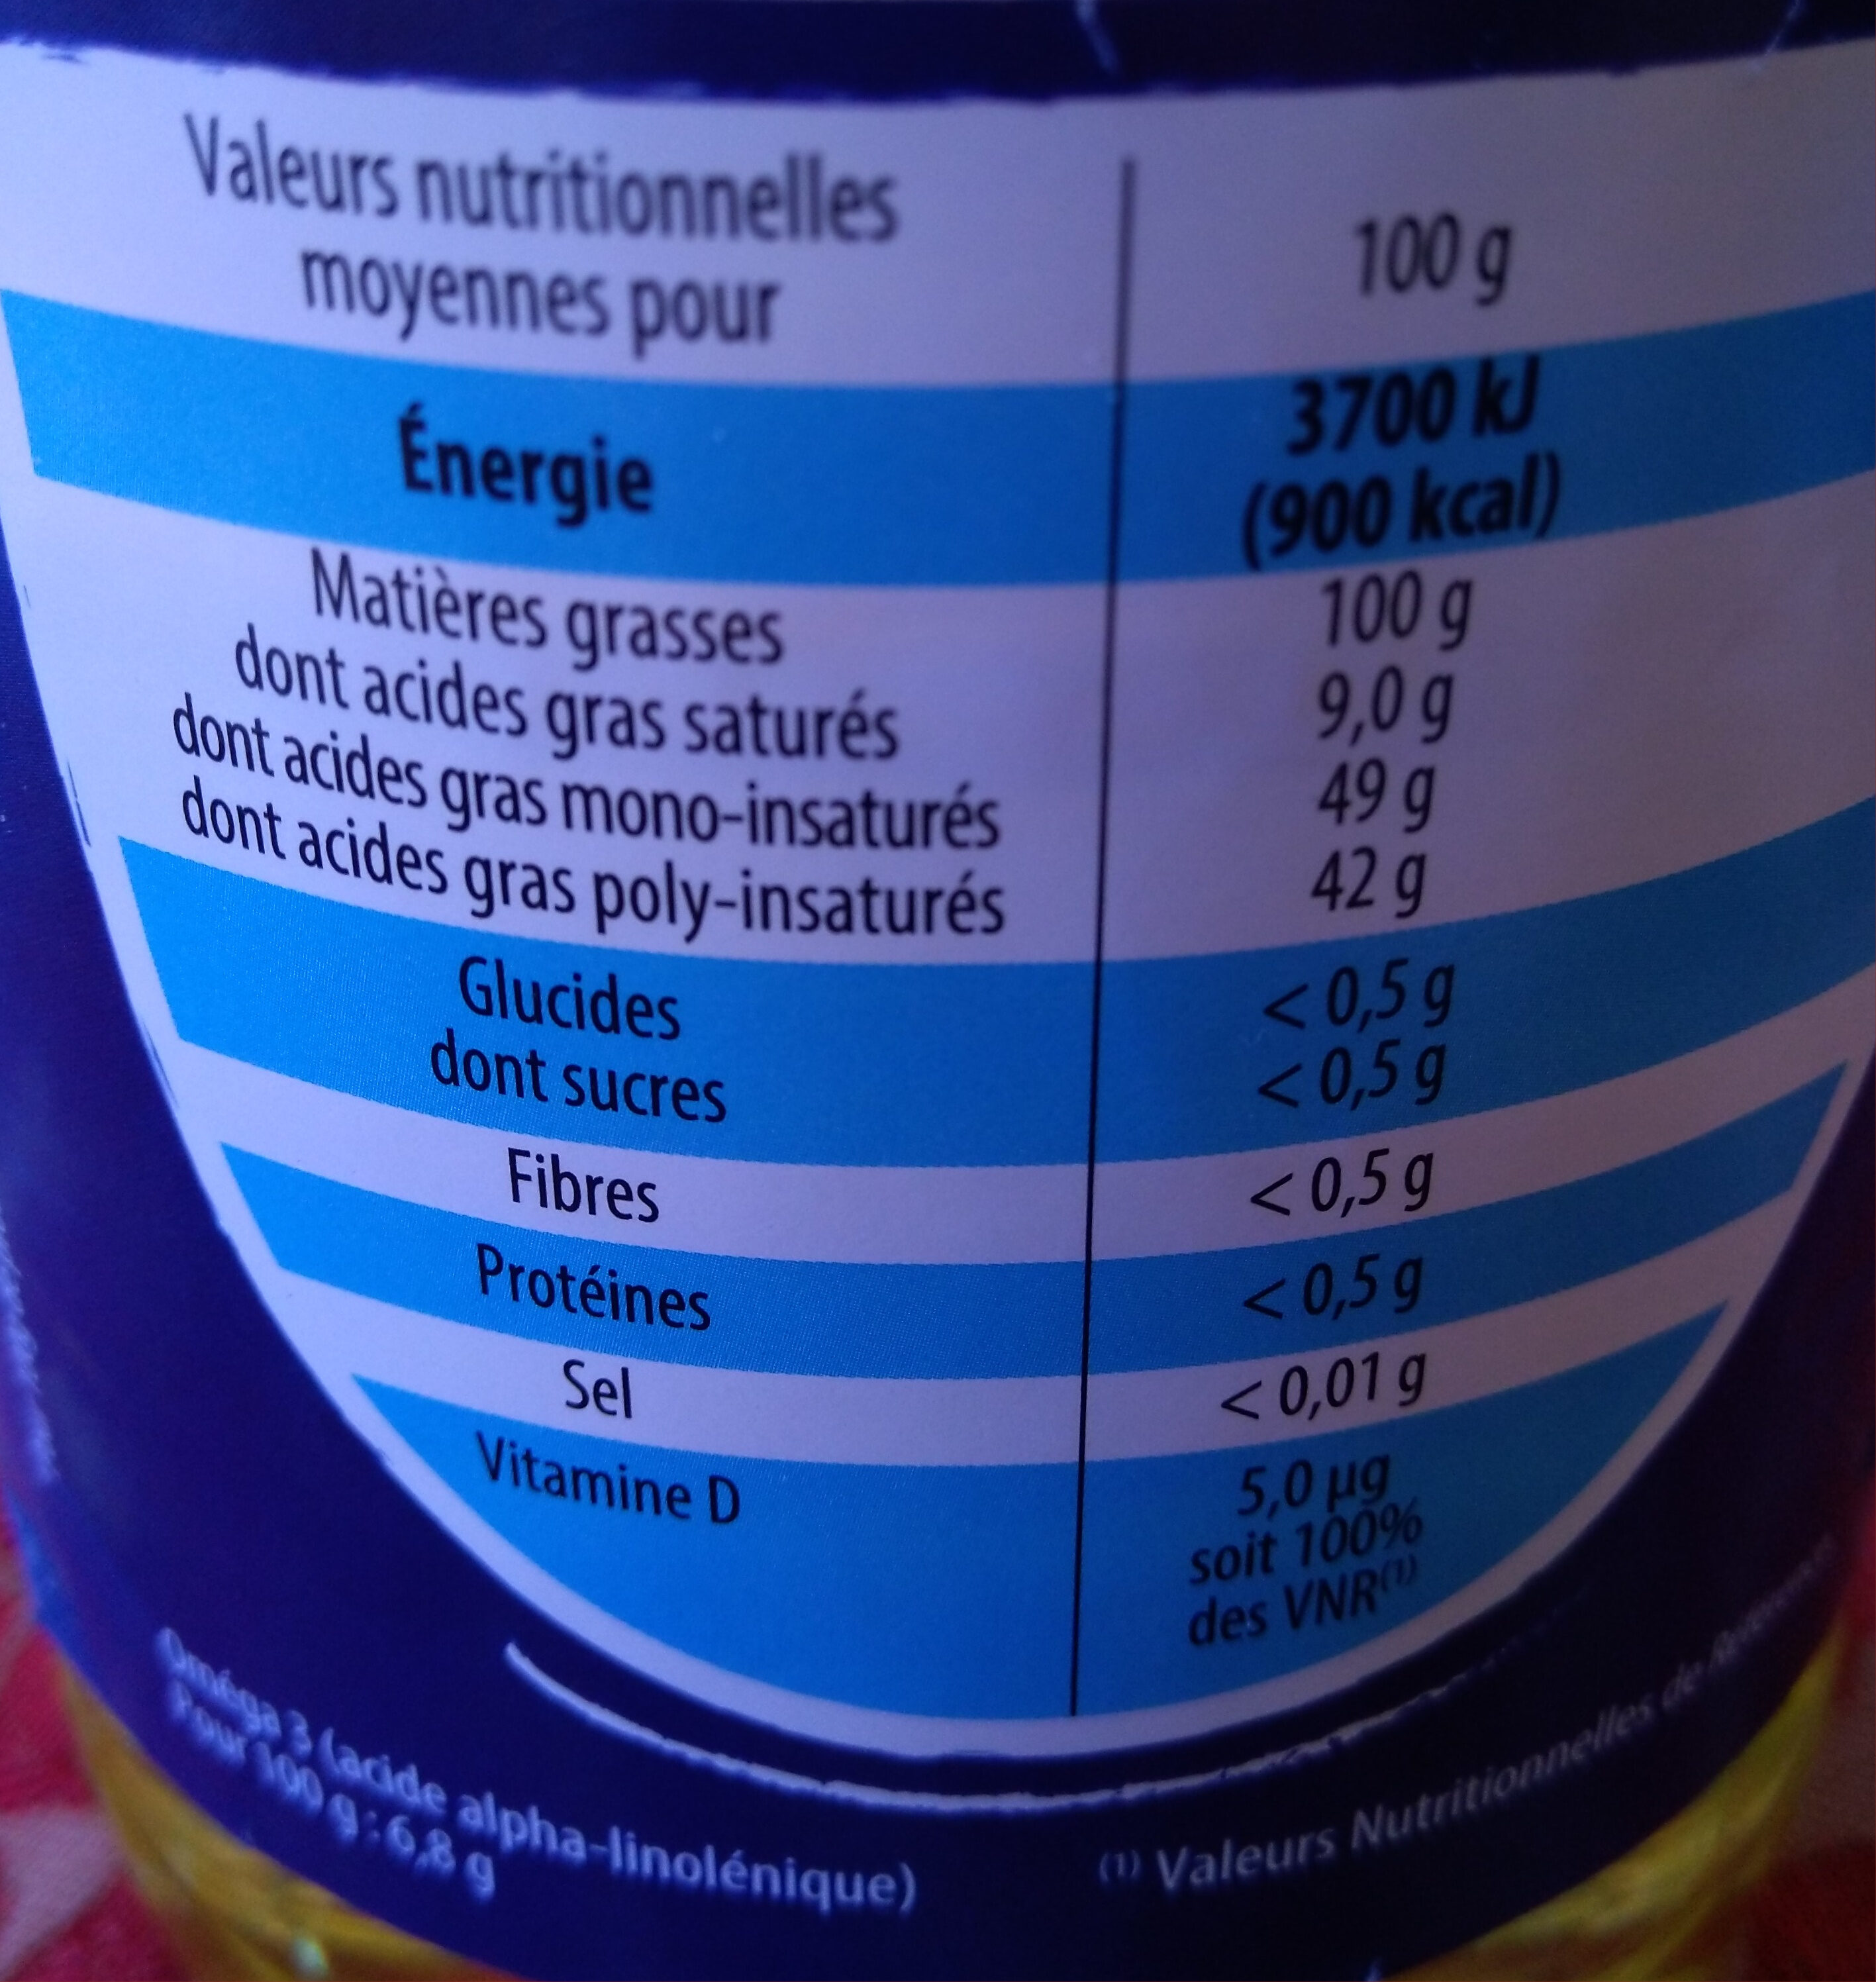 Valeurs nutritionnelles
moyennes pour
100 g
Énergie
3700 kJ
(900 kcal)
Matières grasses 100 g
dont acides gras saturés 9,0 g
dont acides gras mono-insaturés 49 g
dont acides gras poly-insaturés 42 g
Glucides < 0,5 g
dont sucres < 0,5 g
Fibres < 0,5 g
Protéines < 0,5 g
Sel < 0,01 g
Vitamine D 5,0 µg
soit 100%
des VNR(1)
Oméga 3 (acide alpha-linolénique)
Pour 100 g : 6,8 g
(1) Valeurs Nutritionnelles de